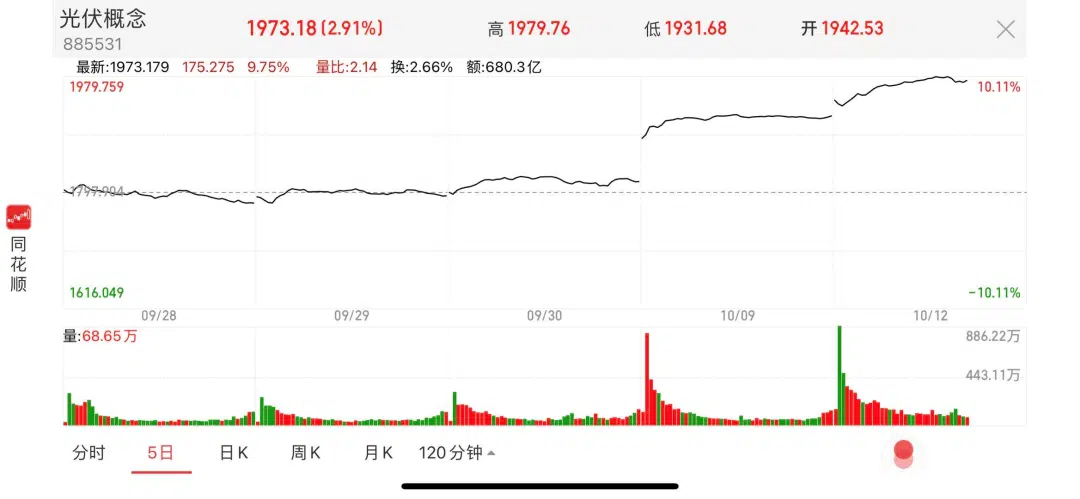 光伏概念
885531
1973.18(2.91%)
高 1979.76
低 1931.68
开 1942.53
最新:1973.179 175.275 9.75% 量比:2.14 换:2.66% 额:680.3亿
1979.759
10.11%
1797.904
1616.049
-10.11%
09/28 09/29 09/30 10/09 10/12
量:68.65万
886.22万
443.11万
分时 5日 日K 周K 月K 120分钟
同花顺